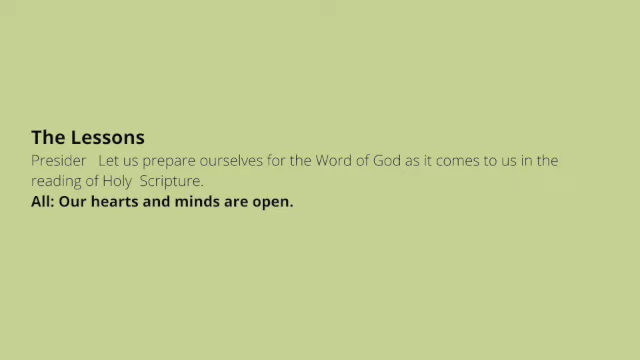 The Lessons
Presider   Let us prepare ourselves for the Word of God as it comes to us in the
reading of Holy  Scripture.
All: Our hearts and minds are open.